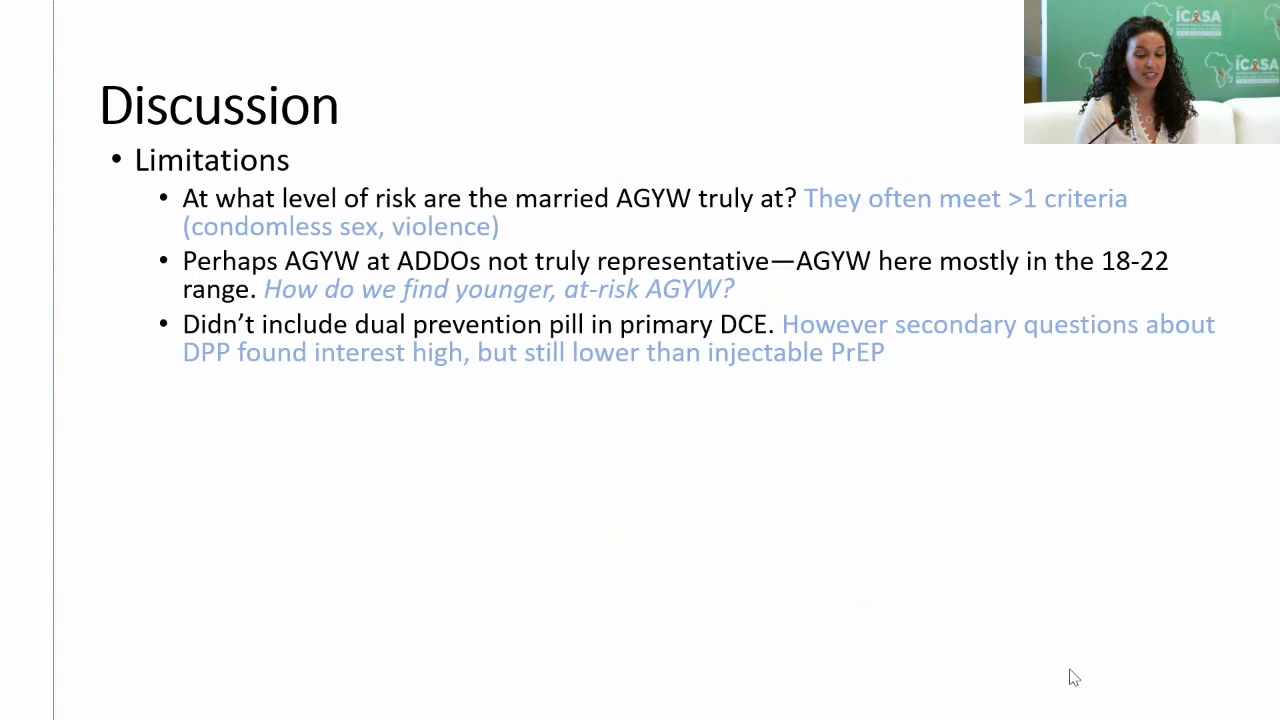 Discussion
• Limitations
• At what level of risk are the married AGYW truly at? They often meet >1 criteria
(condomless sex, violence)
• Perhaps AGYW at ADDOs not truly representative—AGYW here mostly in the 18-22
range. How do we find younger, at-risk AGYW?
• Didn’t include dual prevention pill in primary DCE. However secondary questions about
DPP found interest high, but still lower than injectable PrEP
ICASA
ICASA